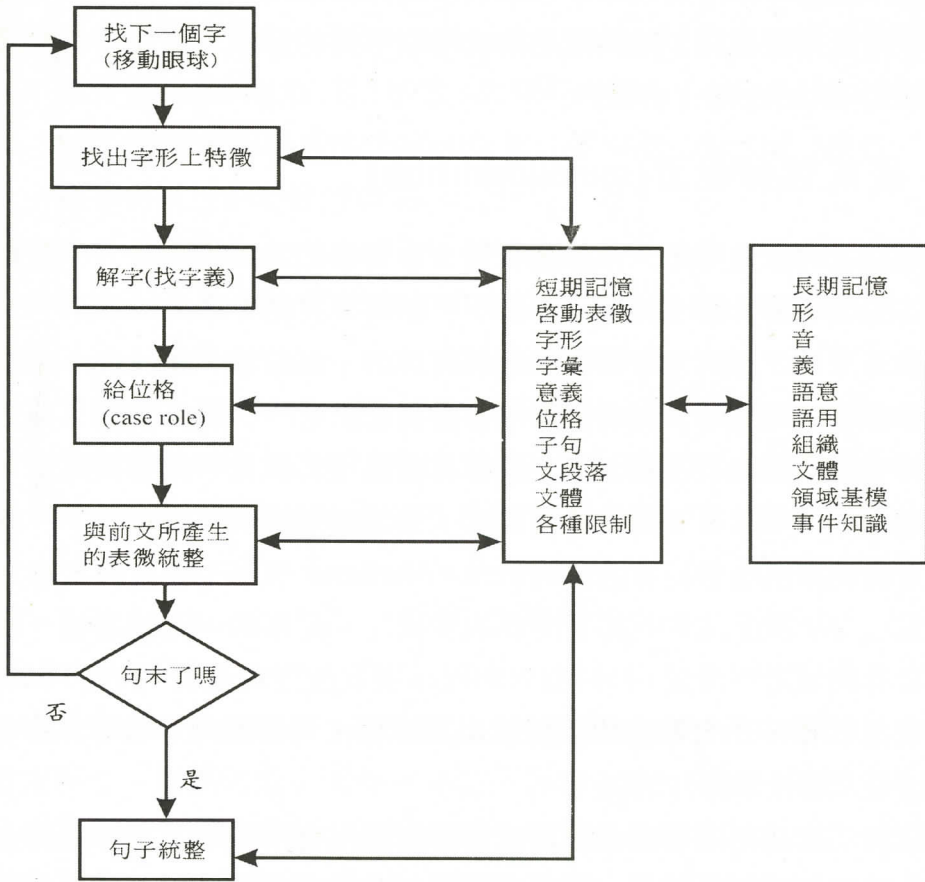 找下一個字
(移動眼球)
找出字形上特徵
解字(找字義)
給位格
(case role)
與前文所產生
的表微統整
句末了嗎
否
是
句子統整
短期記憶
啓動表徵
字形
字彙
意義
位格
子句
文段落
文體
各種限制
長期記憶
形
音
義
語意
語用
組織
文體
領域基模
事件知識